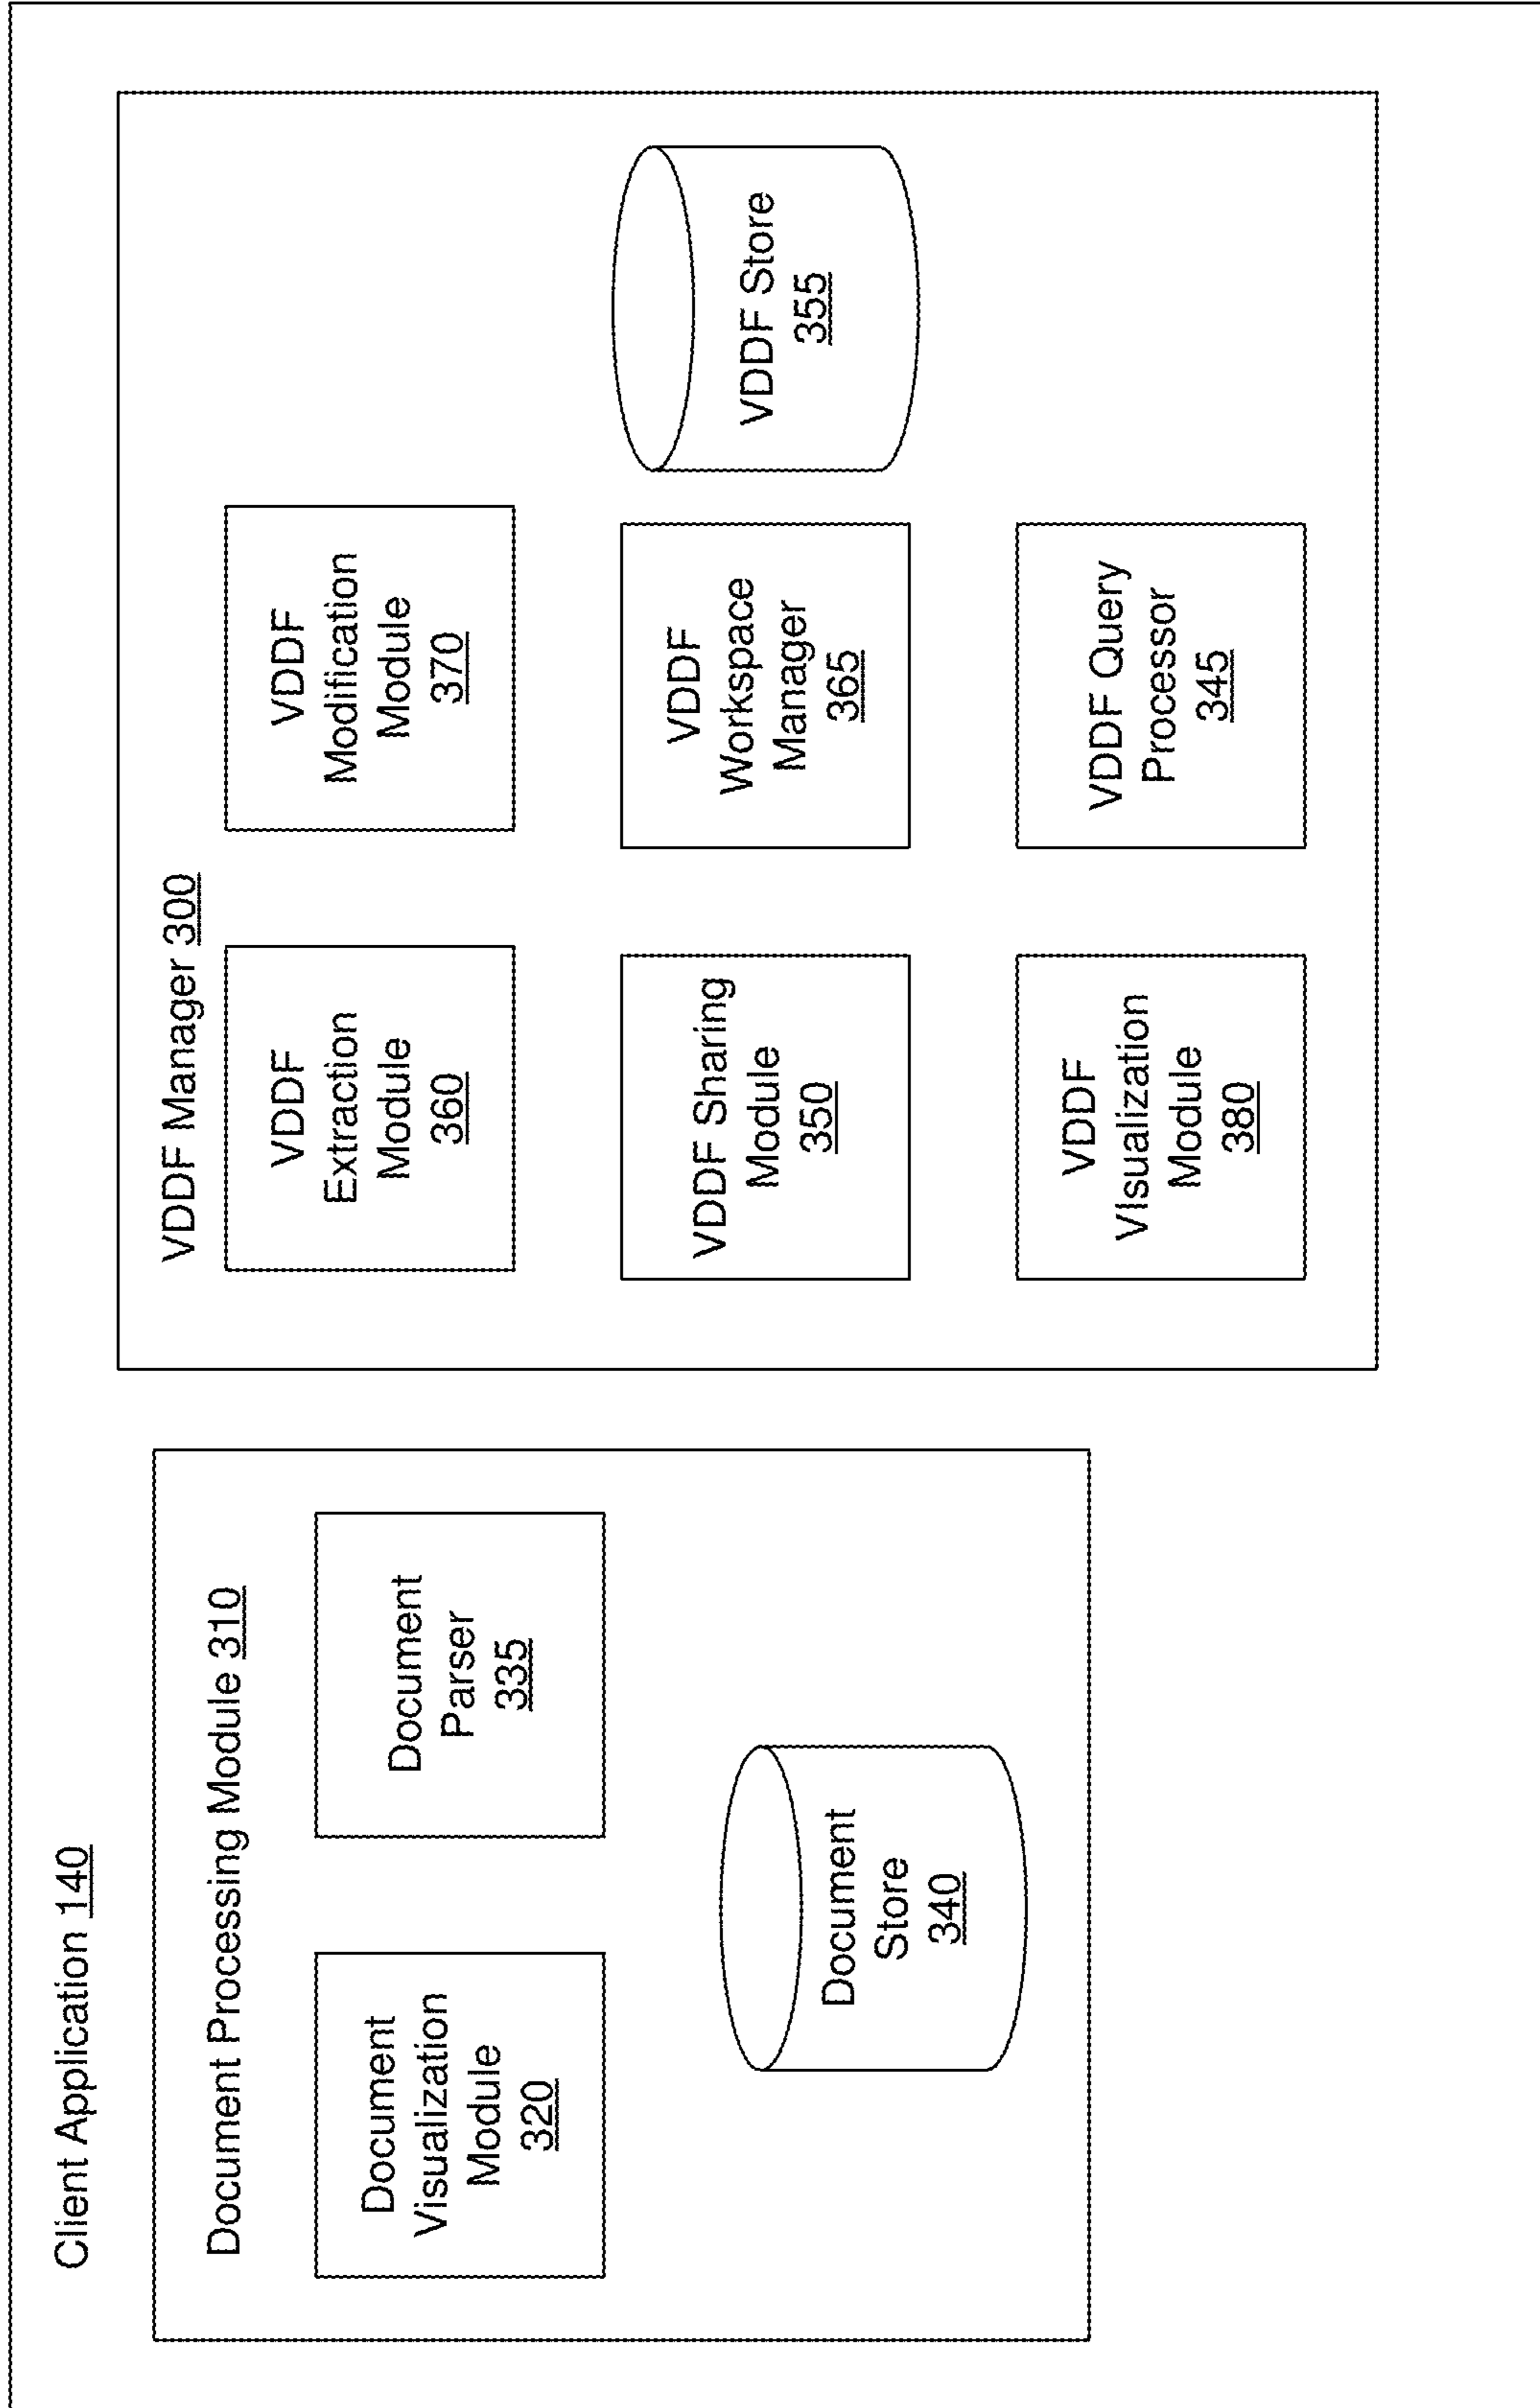 Client Application 140
Document Processing Module 310
Document
Visualization
Module
320
Document
Parser
335
Document
Store
340
VDDF Manager 300
VDDF
Extraction
Module
360
VDDF
Modification
Module
370
VDDF Sharing
Module
350
VDDF
Workspace
Manager
365
VDDF Store
355
VDDF
VIsualization
Module
380
VDDF Query
Processor
345